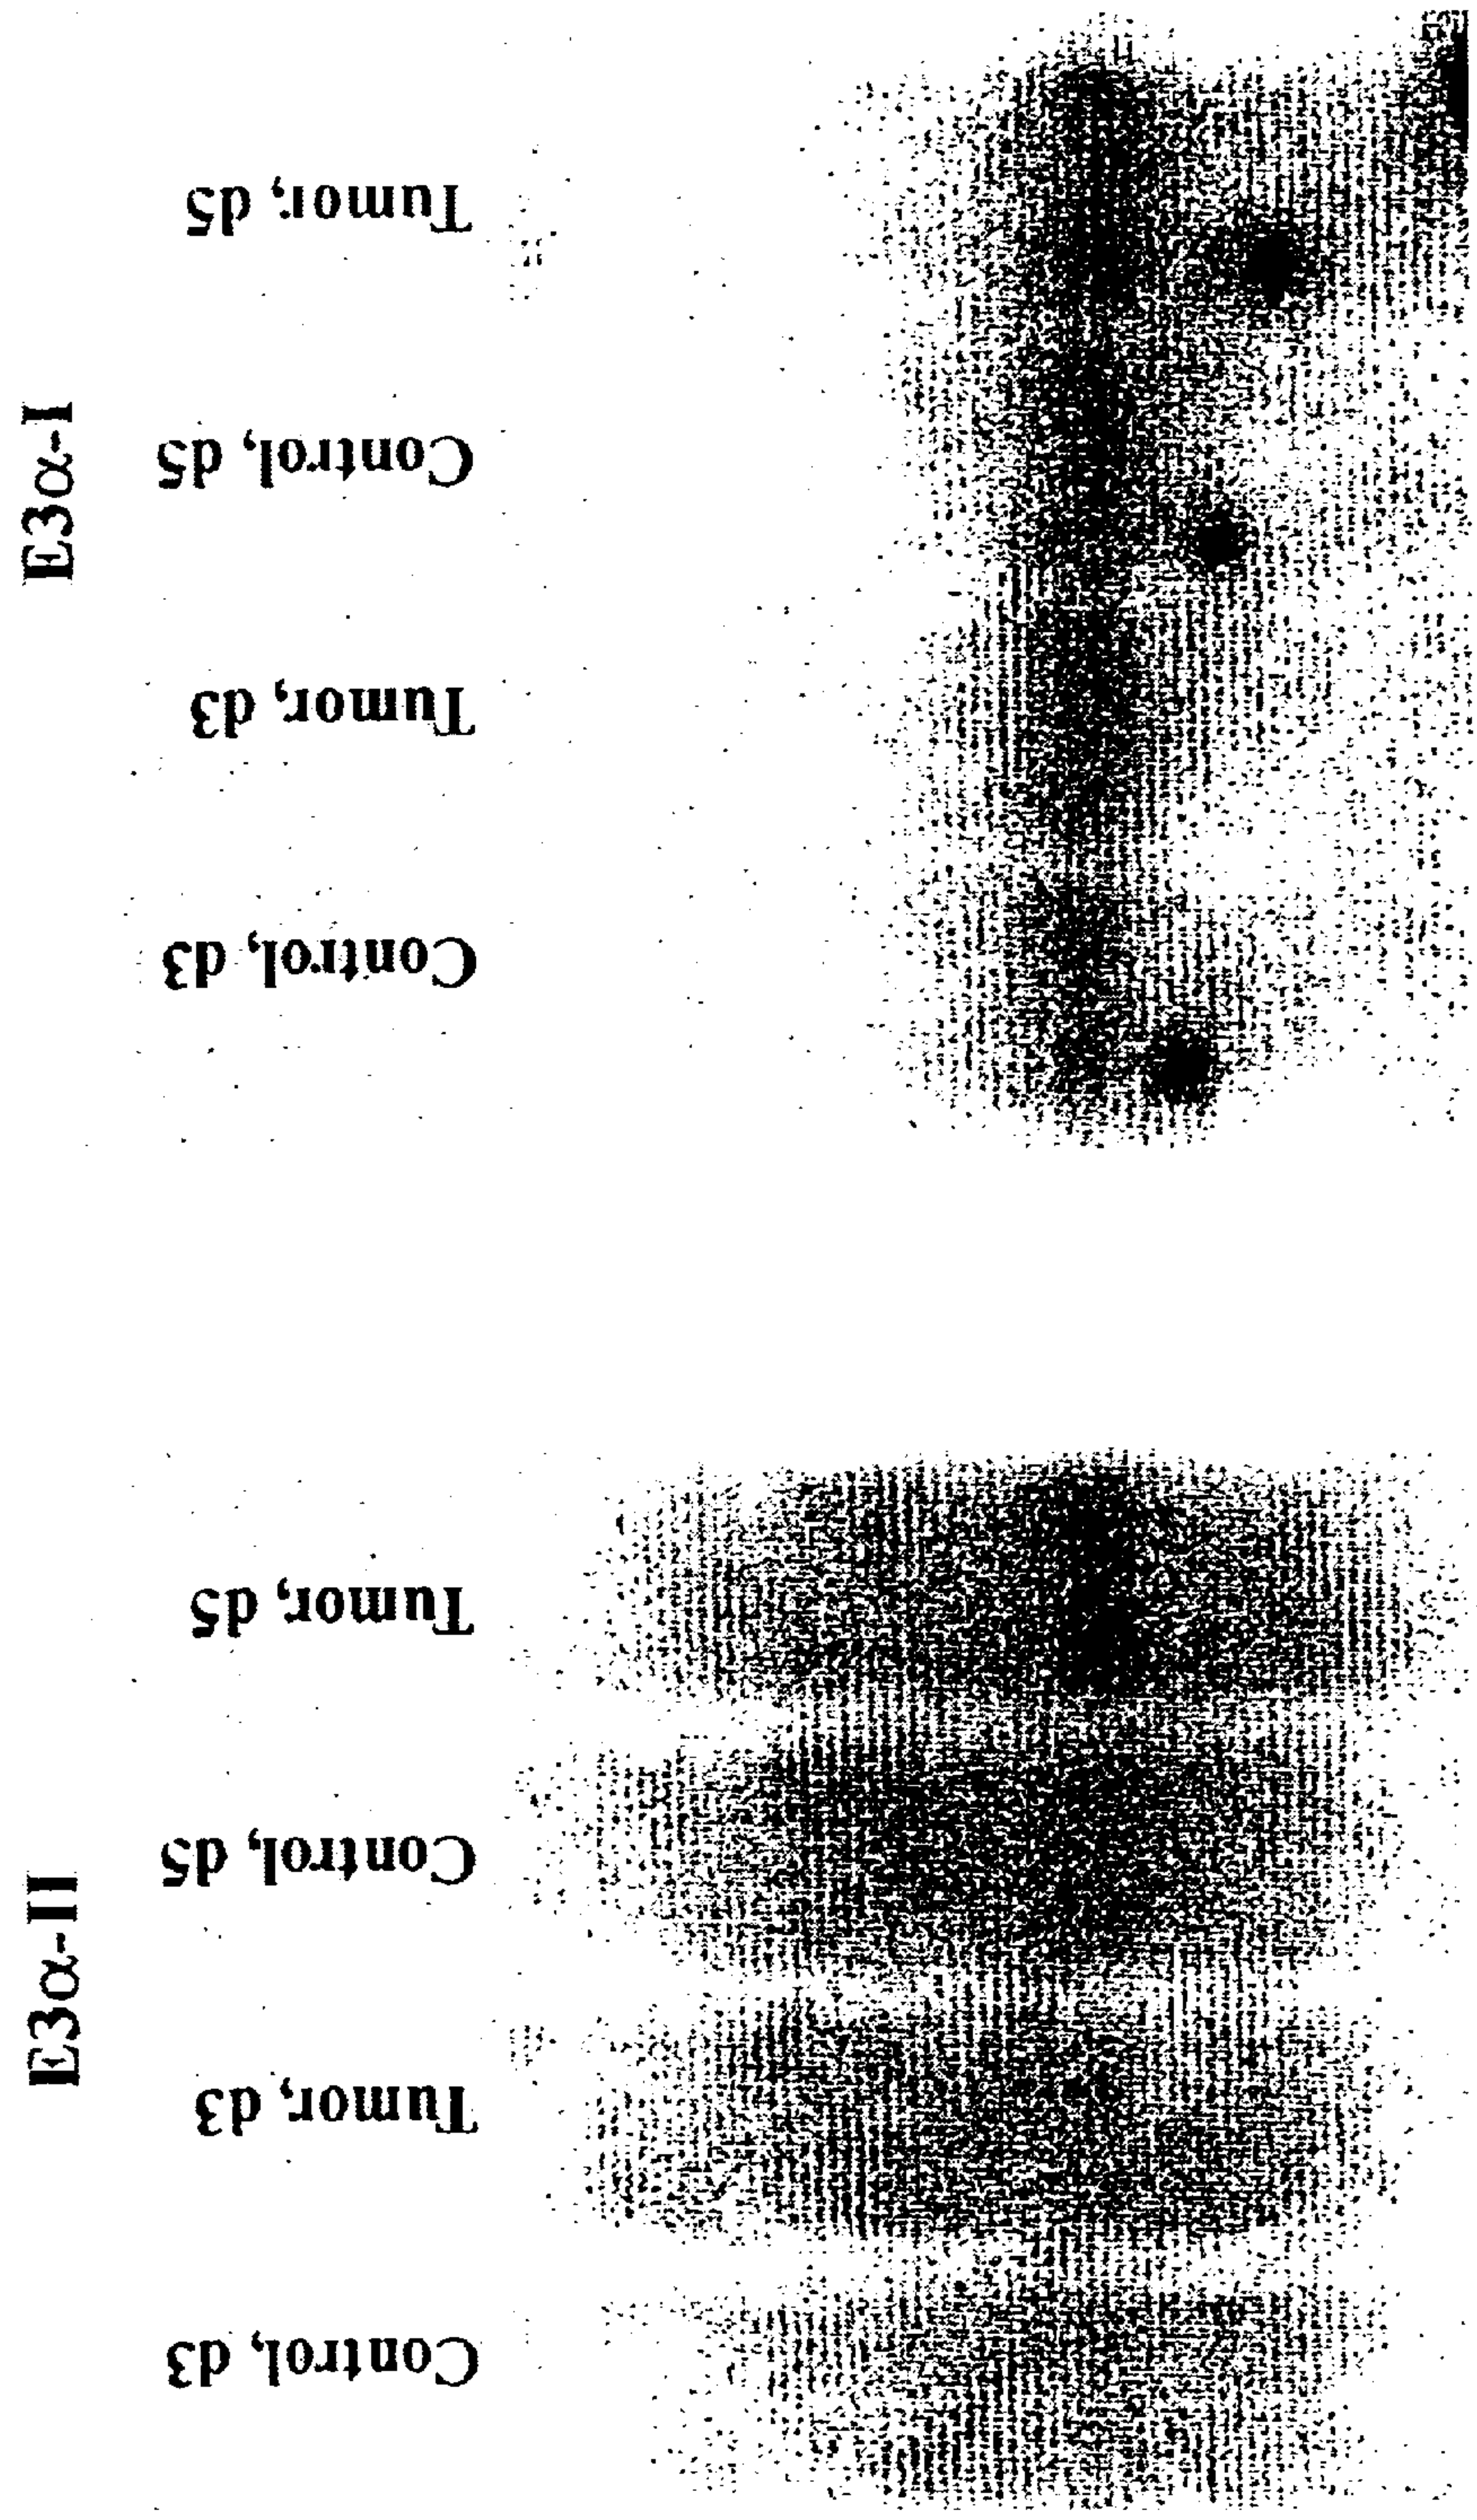 E3α-II
Control, d3
Tumor, d3
Control, d5
Tumor, d5
E3α-I
Control, d3
Tumor, d3
Control, d5
Tumor, d5